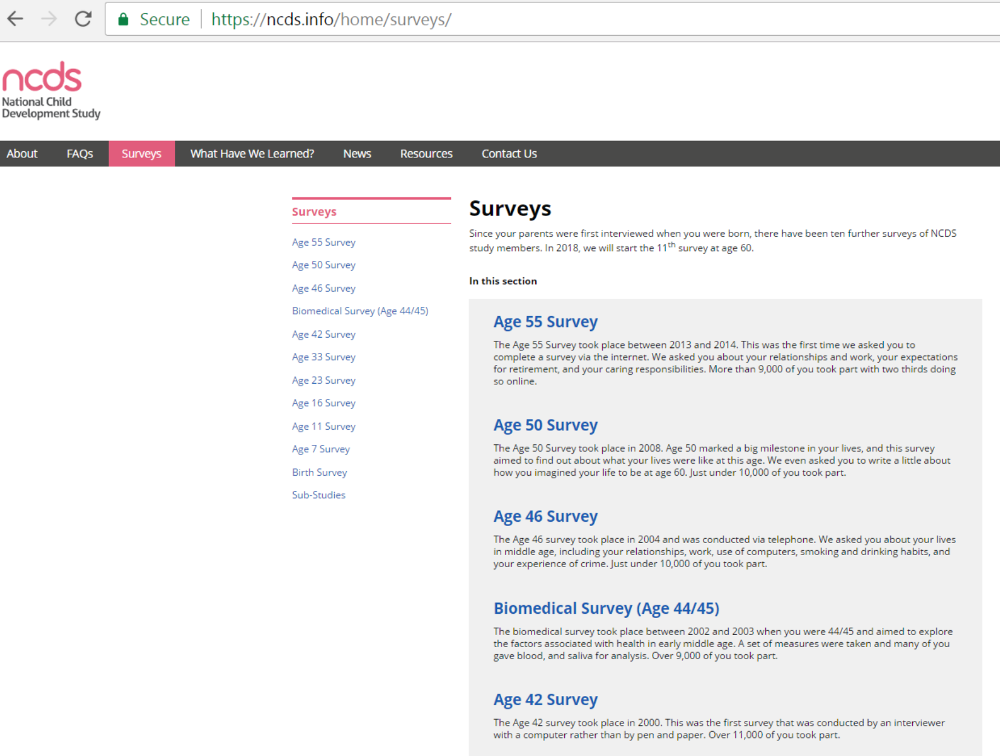 Secure https://ncds.info/home/surveys/
ncds
National Child
Development Study
About FAQs Surveys What Have We Learned? News Resources Contact Us
Surveys
Age 55 Survey
Age 50 Survey
Age 46 Survey
Biomedical Survey (Age 44/45)
Age 42 Survey
Age 33 Survey
Age 23 Survey
Age 16 Survey
Age 11 Survey
Age 7 Survey
Birth Survey
Sub-Studies
Surveys
Since your parents were first interviewed when you were born, there have been ten further surveys of NCDS
study members. In 2018, we will start the 11th survey at age 60.
In this section
Age 55 Survey
The Age 55 Survey took place between 2013 and 2014. This was the first time we asked you to
complete a survey via the internet. We asked you about your relationships and work, your expectations
for retirement, and your caring responsibilities. More than 9,000 of you took part with two thirds doing
so online.
Age 50 Survey
The Age 50 Survey took place in 2008. Age 50 marked a big milestone in your lives, and this survey
aimed to find out about what your lives were like at this age. We even asked you to write a little about
how you imagined your life to be at age 60. Just under 10,000 of you took part.
Age 46 Survey
The Age 46 survey took place in 2004 and was conducted via telephone. We asked you about your lives
in middle age, including your relationships, work, use of computers, smoking and drinking habits, and
your experience of crime. Just under 10,000 of you took part.
Biomedical Survey (Age 44/45)
The biomedical survey took place between 2002 and 2003 when you were 44/45 and aimed to explore
the factors associated with health in early middle age. A set of measures were taken and many of you
gave blood, and saliva for analysis. Over 9,000 of you took part.
Age 42 Survey
The Age 42 survey took place in 2000. This was the first survey that was conducted by an interviewer
with a computer rather than by pen and paper. Over 11,000 of you took part.